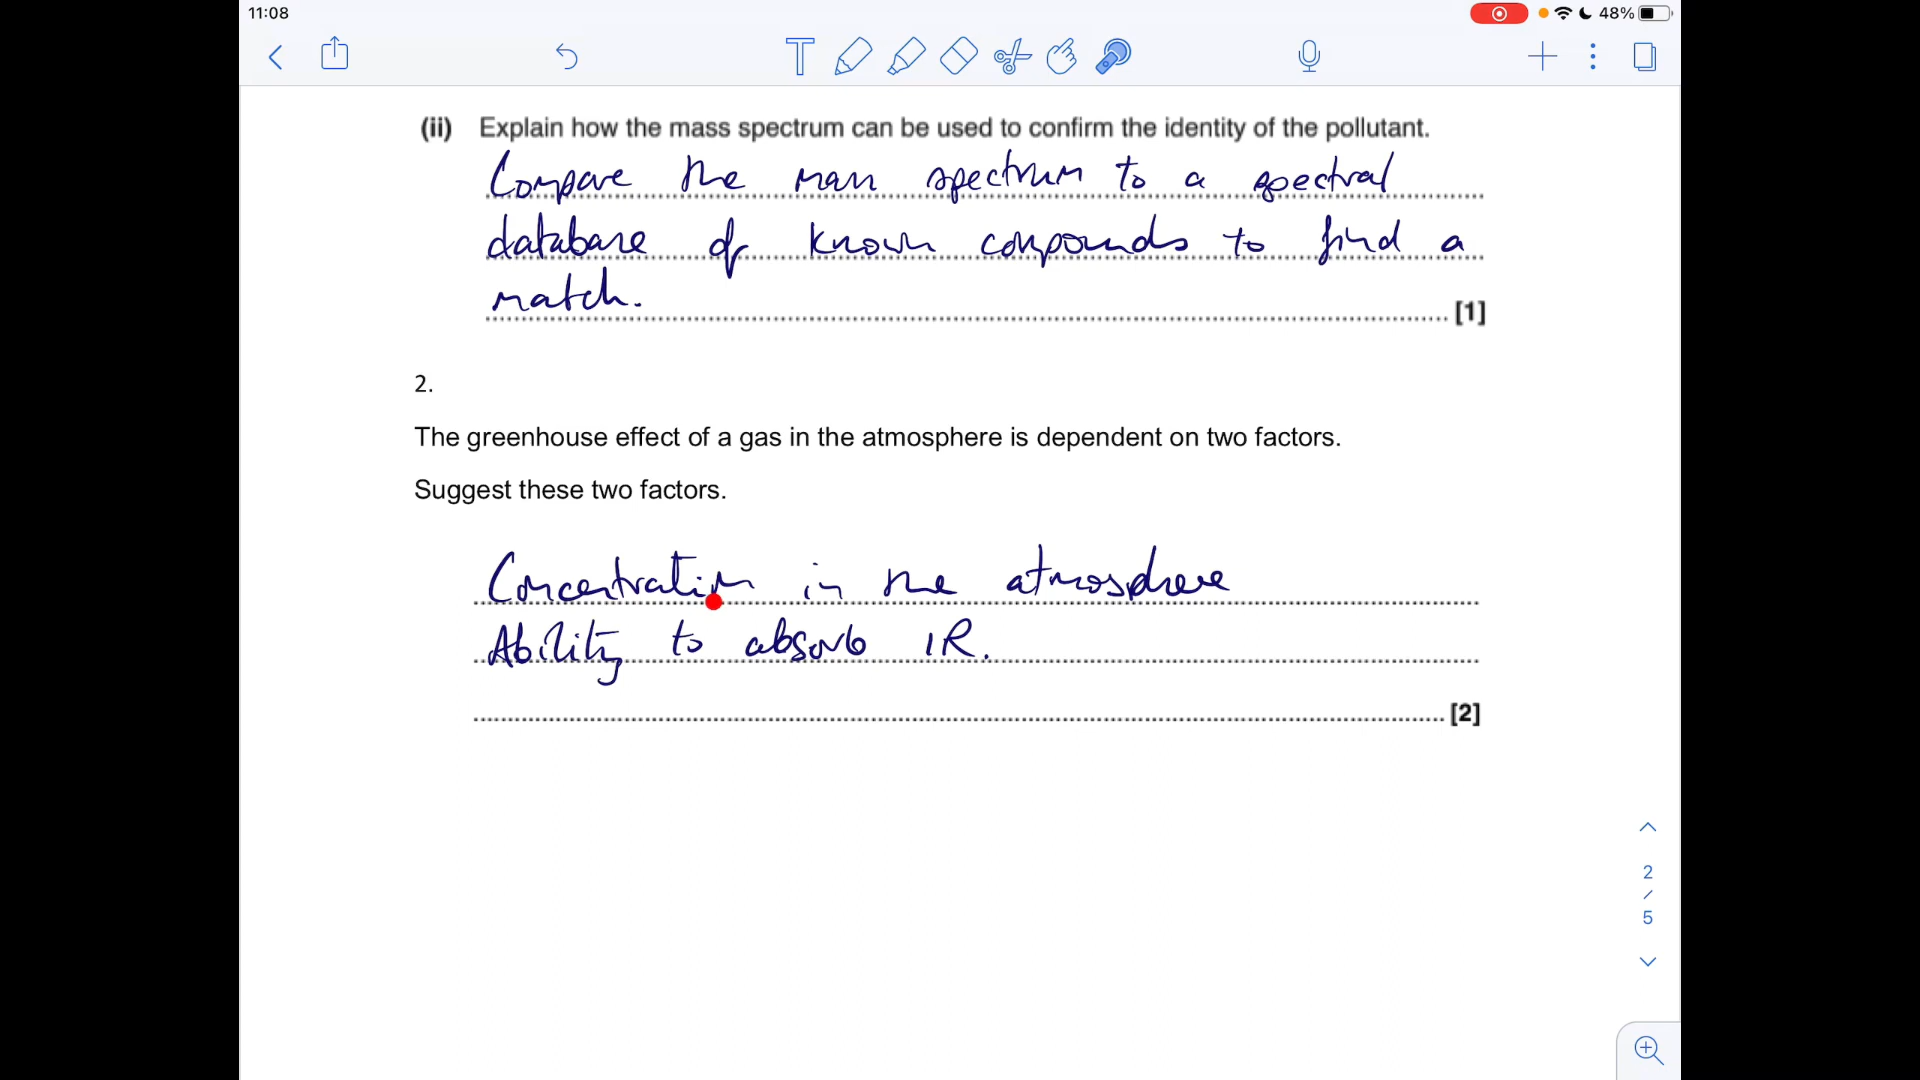 11:08
48%
(ii) Explain how the mass spectrum can be used to confirm the identity of the pollutant.
Compare the mass spectrum to a spectral
database of known compounds to find a
match.
[1]
2.
The greenhouse effect of a gas in the atmosphere is dependent on two factors.
Suggest these two factors.
Concentration in the atmosphere
Ability to absorb IR.
[2]
2
/
5